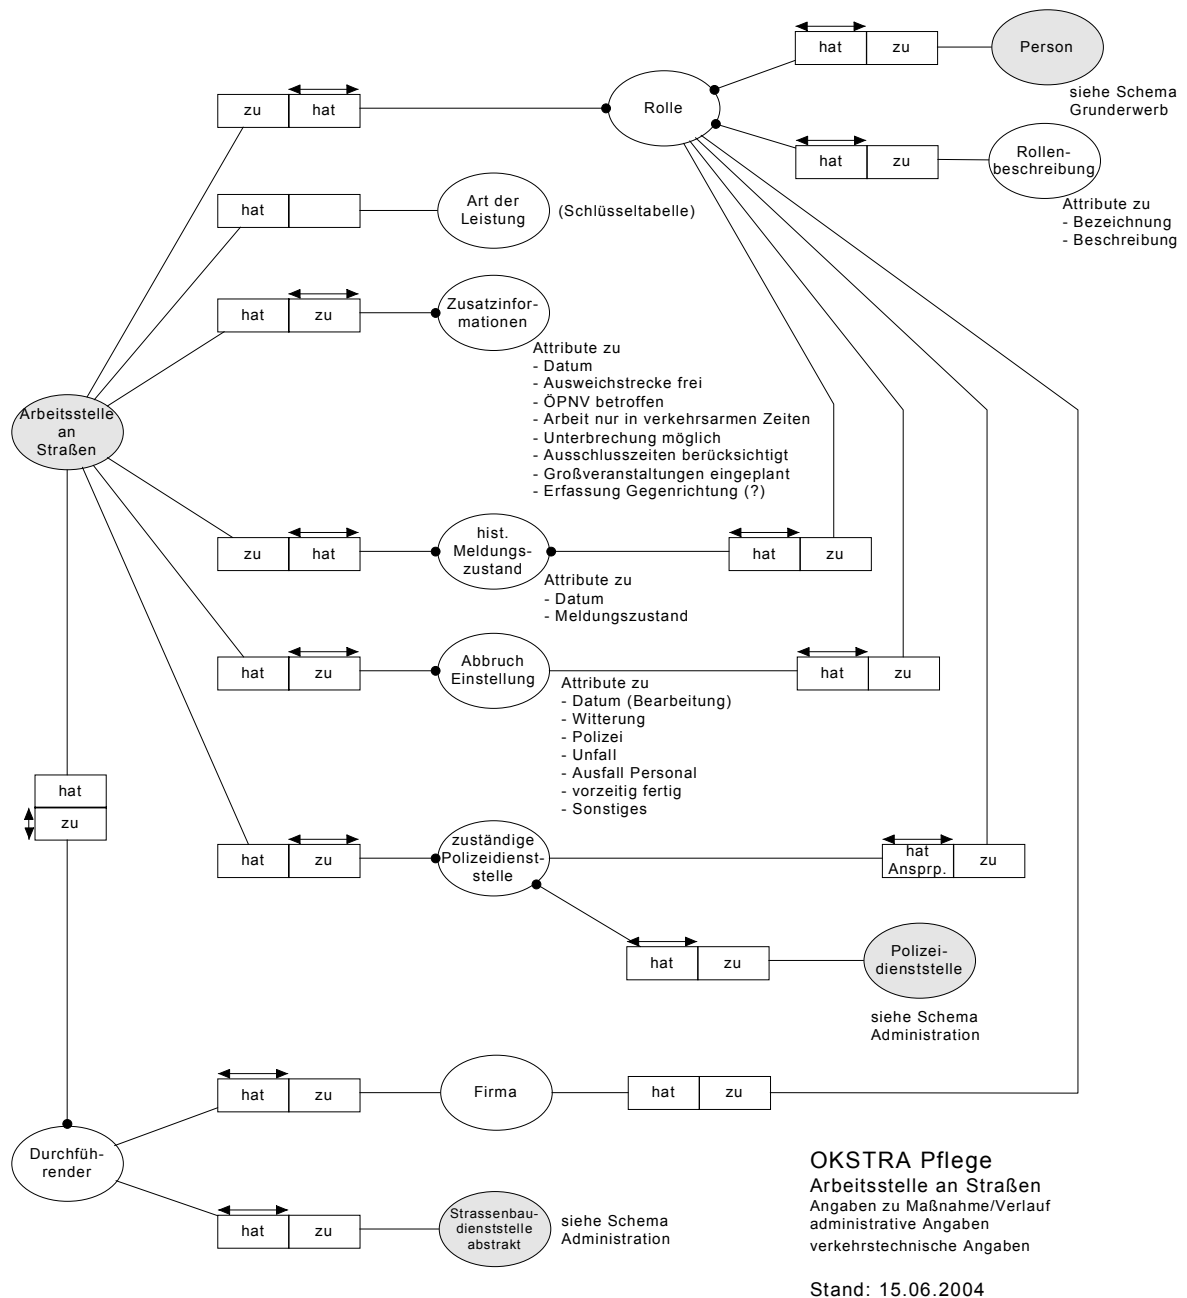 hat
zu
Person
siehe Schema
Grunderwerb
zu
hat
Rolle
hat
zu
Rollen-
beschreibung
Attribute zu
- Bezeichnung
- Beschreibung
hat
Art der
Leistung
(Schlüsseltabelle)
hat
zu
Zusatzinfor-
mationen
Attribute zu
- Datum
- Ausweichstrecke frei
- ÖPNV betroffen
- Arbeit nur in verkehrsarmen Zeiten
- Unterbrechung möglich
- Ausschlusszeiten berücksichtigt
- Großveranstaltungen eingeplant
- Erfassung Gegenrichtung (?)
Arbeitsstelle
an
Straßen
zu
hat
hist.
Meldungs-
zustand
hat
zu
Attribute zu
- Datum
- Meldungszustand
hat
zu
Abbruch
Einstellung
hat
zu
Attribute zu
- Datum (Bearbeitung)
- Witterung
- Polizei
- Unfall
- Ausfall Personal
- vorzeitig fertig
- Sonstiges
hat
zu
hat
zu
zuständige
Polizeidienst-
stelle
hat
Ansprp.
zu
hat
zu
Polizei-
dienststelle
siehe Schema
Administration
hat
zu
Firma
hat
zu
Durchfüh-
render
hat
zu
Strassenbau-
dienststelle
abstrakt
siehe Schema
Administration
OKSTRA Pflege
Arbeitsstelle an Straßen
Angaben zu Maßnahme/Verlauf
administrative Angaben
verkehrstechnische Angaben
Stand: 15.06.2004